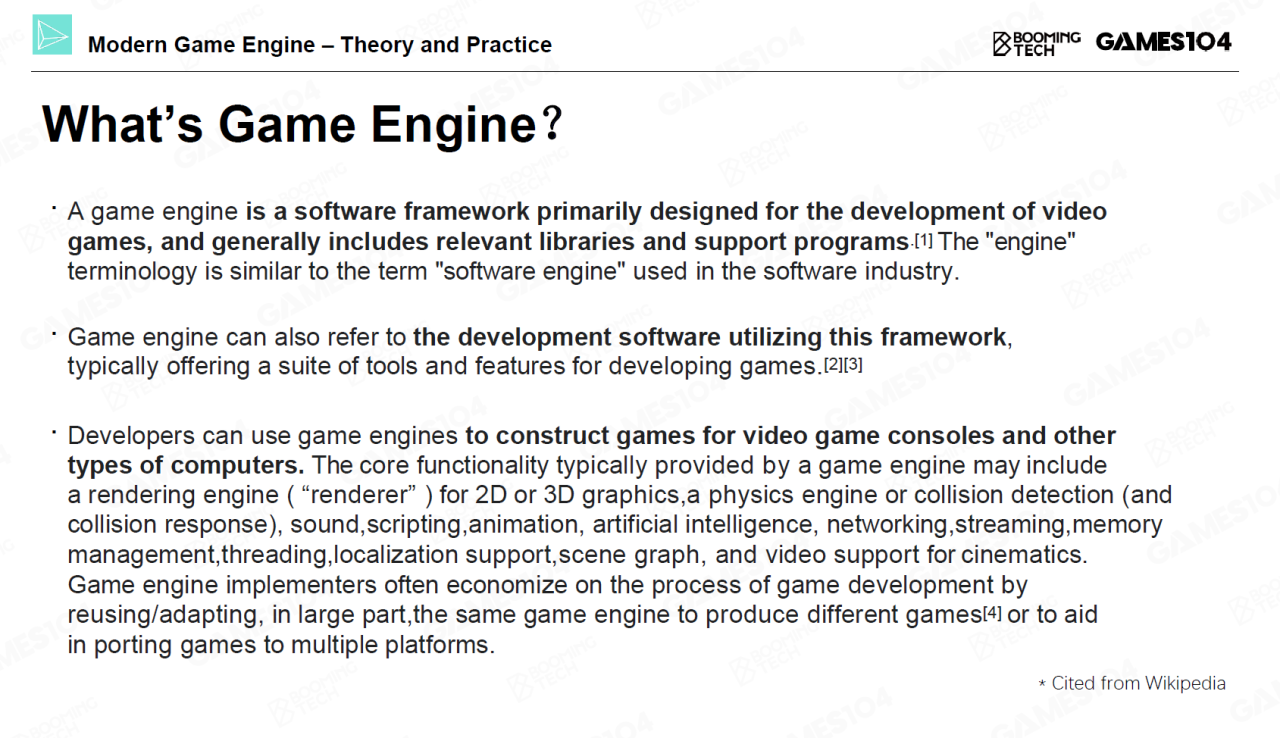 Modern Game Engine – Theory and Practice
BOOMING
TECH
GAMES104
What’s Game Engine？
· A game engine is a software framework primarily designed for the development of video
games, and generally includes relevant libraries and support programs.[1] The "engine"
terminology is similar to the term "software engine" used in the software industry.
· Game engine can also refer to the development software utilizing this framework,
typically offering a suite of tools and features for developing games.[2][3]
· Developers can use game engines to construct games for video game consoles and other
types of computers. The core functionality typically provided by a game engine may include
a rendering engine ( “renderer” ) for 2D or 3D graphics,a physics engine or collision detection (and
collision response), sound,scripting,animation, artificial intelligence, networking,streaming,memory
management,threading,localization support,scene graph, and video support for cinematics.
Game engine implementers often economize on the process of game development by
reusing/adapting, in large part,the same game engine to produce different games[4] or to aid
in porting games to multiple platforms.
* Cited from Wikipedia